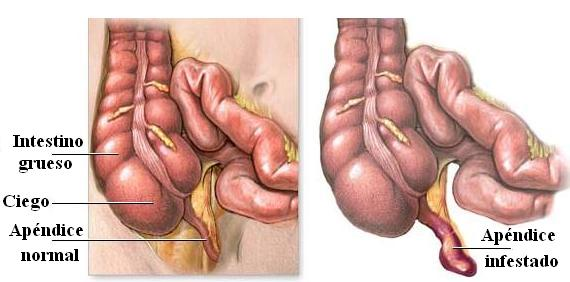 Intestino
grueso
Ciego
Apéndice
normal
Apéndice
infestado